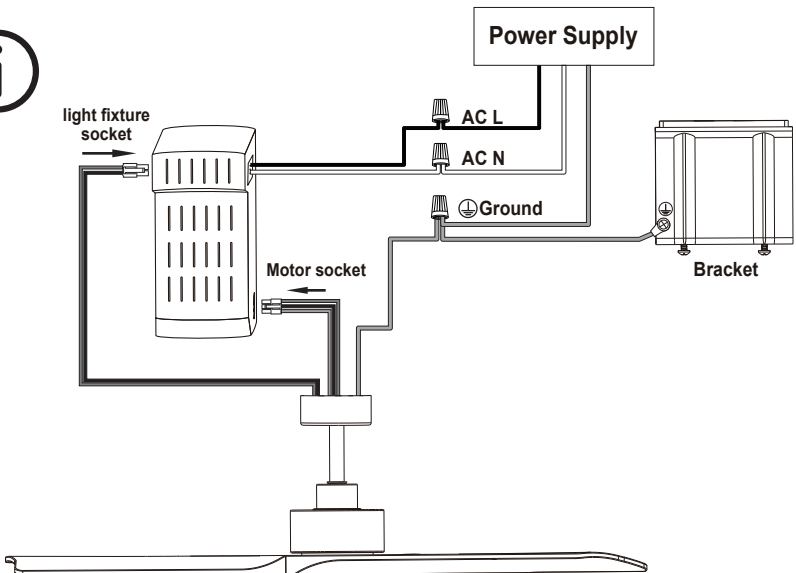 Power Supply
light fixture
socket
AC L
AC N
Ground
Motor socket
Bracket